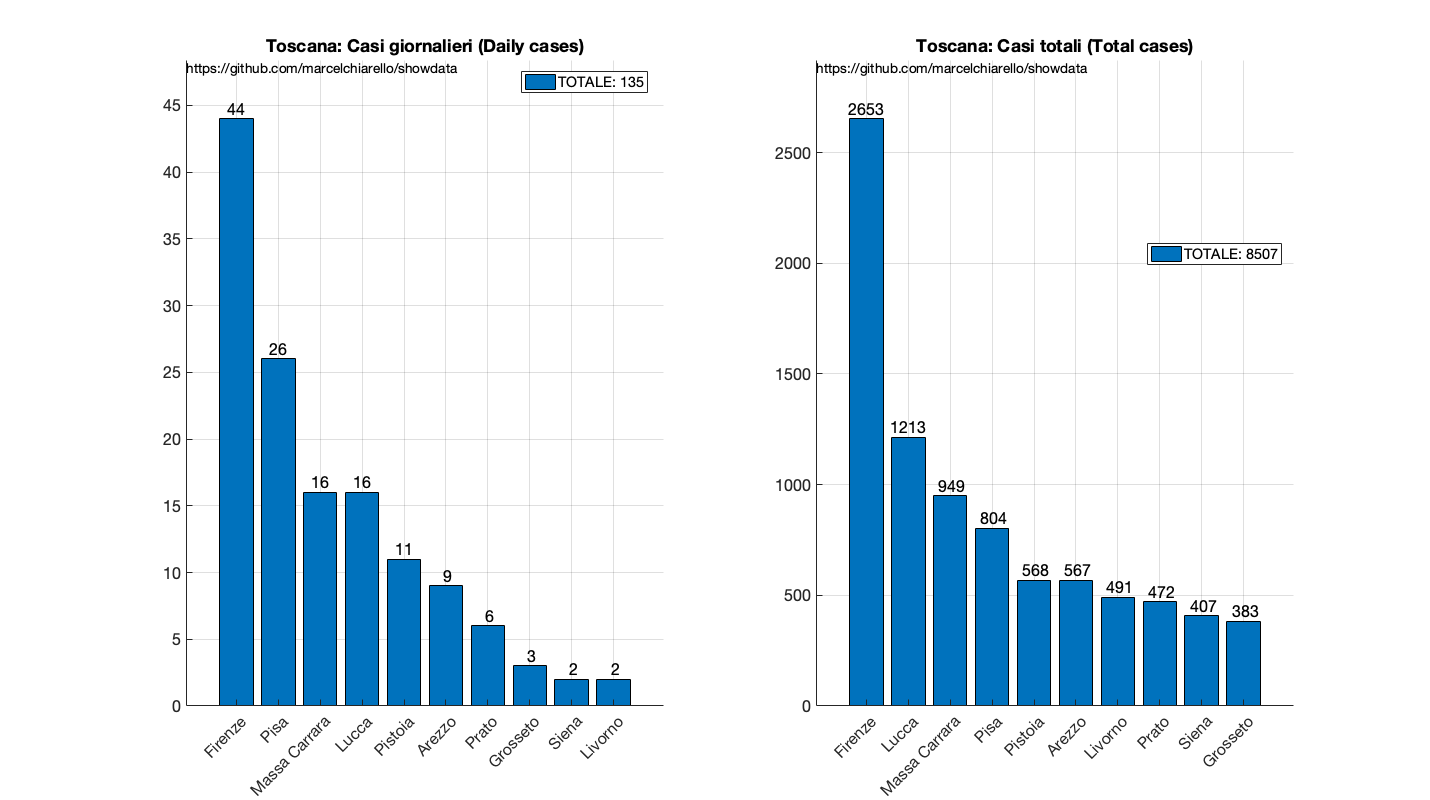 Toscana: Casi giornalieri (Daily cases)
https://github.com/marcelchiarello/showdata
TOTALE: 135
45
40
35
30
25
20
15
10
5
0
44
26
16
16
11
9
6
3
2
2
Firenze
Pisa
Massa Carrara
Lucca
Pistoia
Arezzo
Prato
Grosseto
Siena
Livorno
Toscana: Casi totali (Total cases)
https://github.com/marcelchiarello/showdata
TOTALE: 8507
2500
2000
1500
1000
500
0
2653
1213
949
804
568
567
491
472
407
383
Firenze
Lucca
Massa Carrara
Pisa
Pistoia
Arezzo
Livorno
Prato
Siena
Grosseto